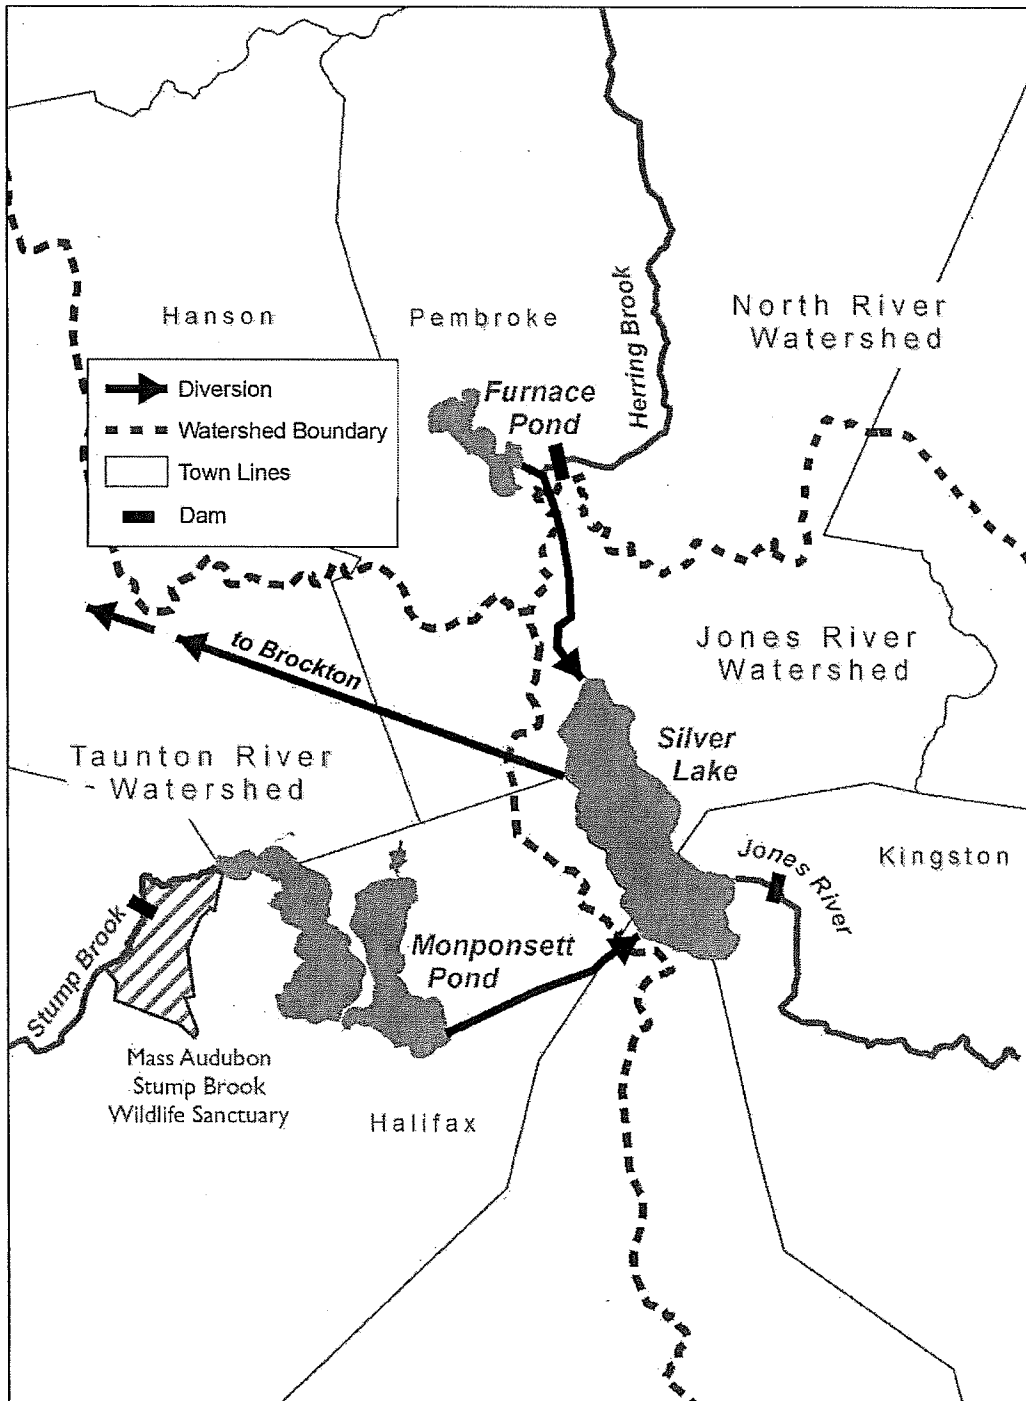 Hanson
Pembroke
Herring Brook
North River
Watershed
Diversion
Watershed Boundary
Town Lines
Dam
Furnace
Pond
to Brockton
Jones River
Watershed
Taunton River
Watershed
Silver
Lake
Jones River
Kingston
Stump Brook
Monponsett
Pond
Mass Audubon
Stump Brook
Wildlife Sanctuary
Halifax